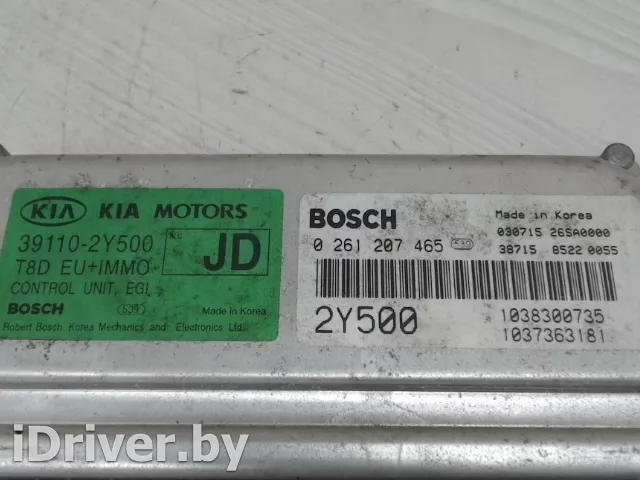 KIA KIA MOTORS
39110-2Y500
T8D EU+IMMO
JD
CONTROL UNIT, EGI
BOSCH Made in Korea
Robert Bosch Korea Mechanics and Electronics Ltd.
BOSCH Made in Korea
0 261 207 465 030715 26SA0000
38715 8522 0055
2Y500 1038300735
1037363181
iDriver.by